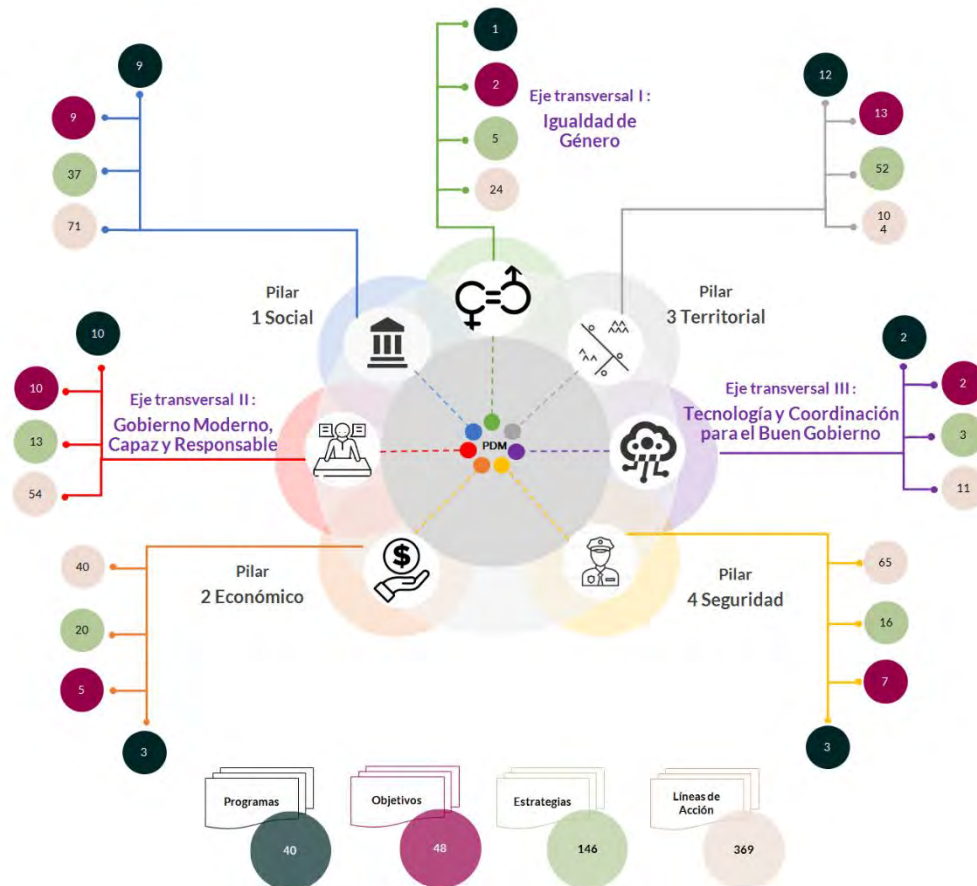 1
2
5
24
Eje transversal I :
Igualdad de
Género
9
9
37
71
12
13
52
10
4
Pilar
1 Social
Pilar
3 Territorial
10
10
13
54
Eje transversal II :
Gobierno Moderno,
Capaz y Responsable
2
2
3
11
Eje transversal III :
Tecnología y Coordinación
para el Buen Gobierno
PDM
40
20
5
3
Pilar
2 Económico
$
65
16
7
3
Pilar
4 Seguridad
Programas
40
Objetivos
48
Estrategias
146
Líneas de
Acción
369